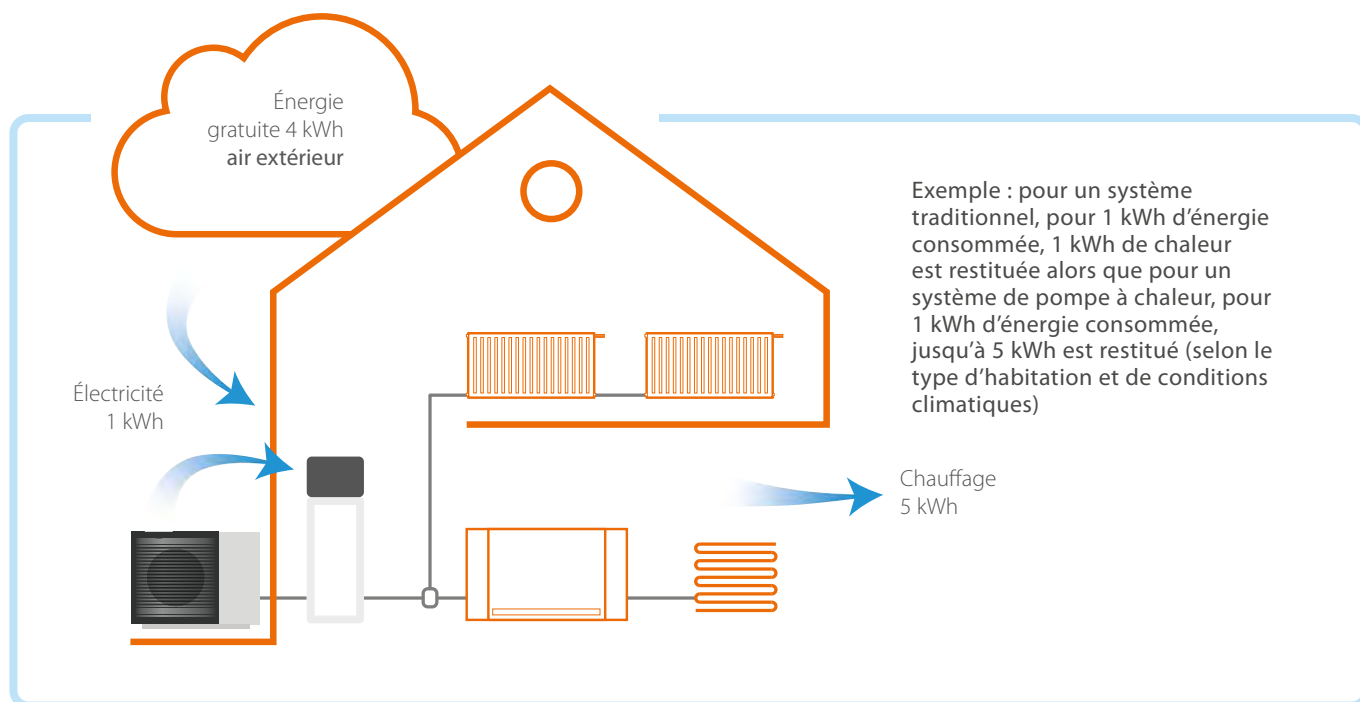 Énergie
gratuite 4 kWh
air extérieur
Exemple : pour un système
traditionnel, pour 1 kWh d’énergie
consommée, 1 kWh de chaleur
est restituée alors que pour un
système de pompe à chaleur, pour
1 kWh d’énergie consommée,
jusqu’à 5 kWh est restitué (selon le
type d’habitation et de conditions
climatiques)
Électricité
1 kWh
Chauffage
5 kWh